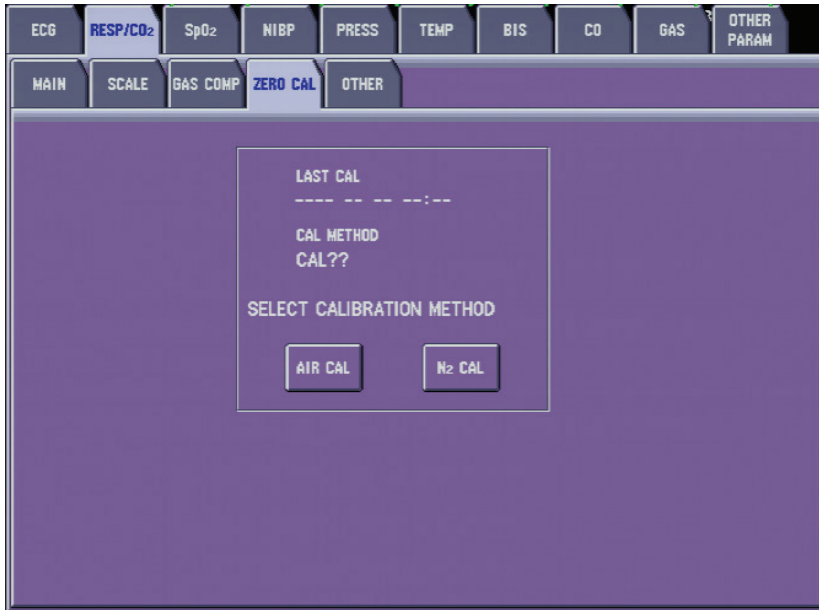 ECG RESP/CO₂ SpO₂ NIBP PRESS TEMP BIS CO GAS OTHER PARAM
MAIN SCALE GAS COMP ZERO CAL OTHER
LAST CAL
---- -- -- --:--
CAL METHOD
CAL??
SELECT CALIBRATION METHOD
AIR CAL N₂ CAL